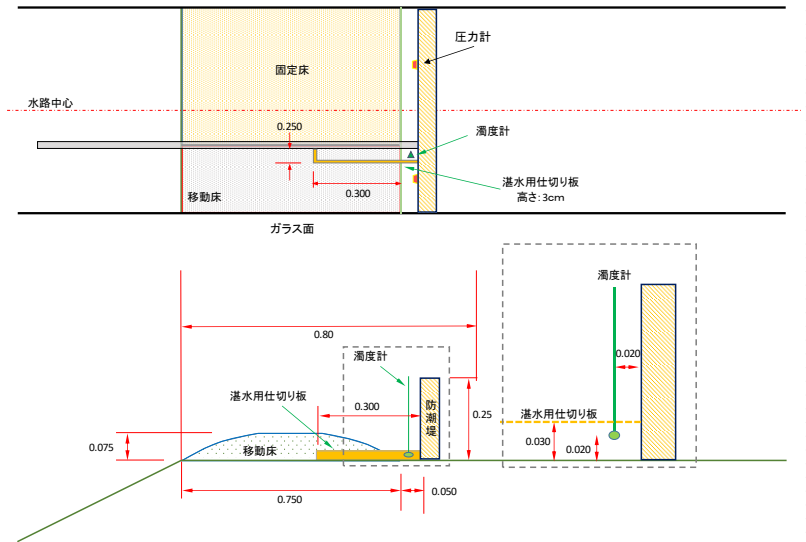 圧力計
固定床
水路中心
0.250
濁度計
0.300
湛水用仕切り板
高さ：3cm
移動床
ガラス面
濁度計
0.80
濁度計
0.020
湛水用仕切り板
0.300
防潮堤
0.25
湛水用仕切り板
0.075
移動床
0.030
0.020
0.750
0.050